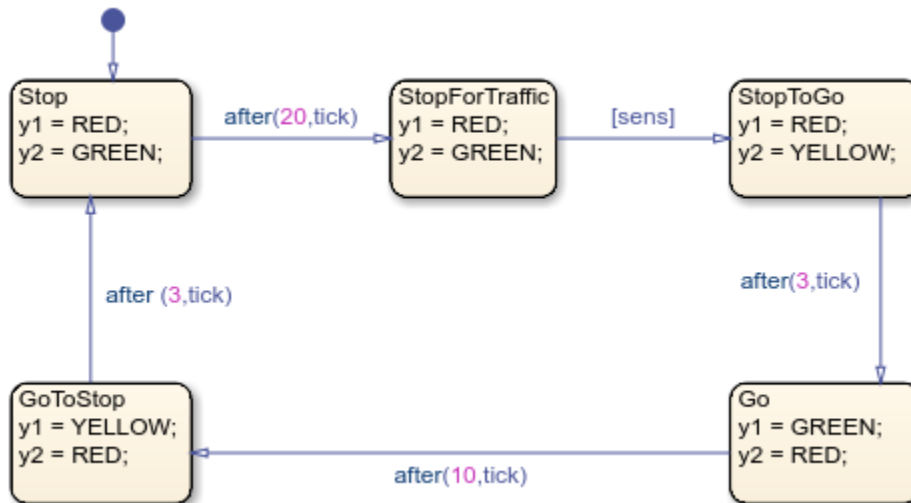 Stop
y1 = RED;
y2 = GREEN;
after(20,tick)
StopForTraffic
y1 = RED;
y2 = GREEN;
[sens]
StopToGo
y1 = RED;
y2 = YELLOW;
after (3,tick)
after(3,tick)
GoToStop
y1 = YELLOW;
y2 = RED;
after(10,tick)
Go
y1 = GREEN;
y2 = RED;